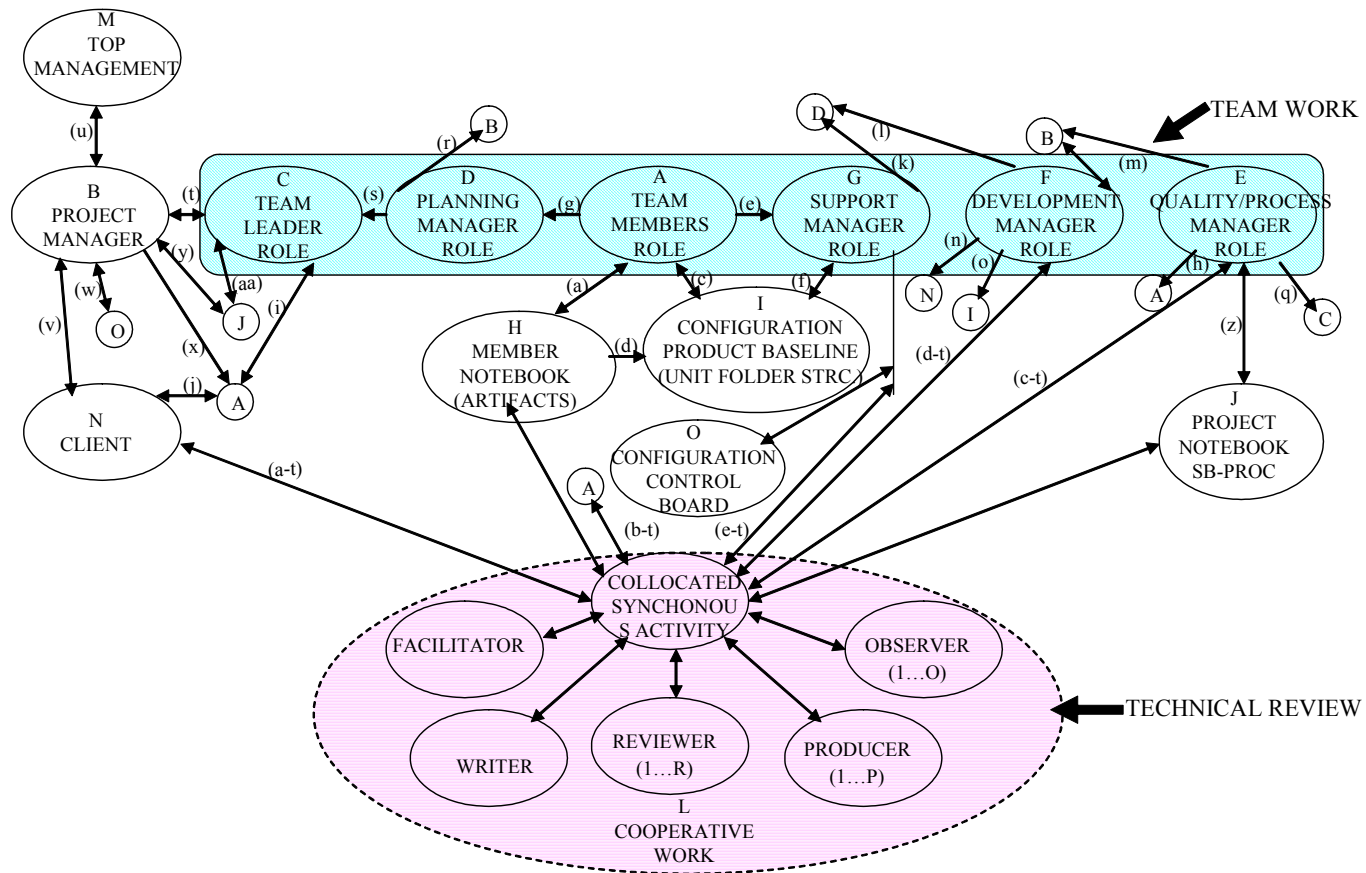 M
TOP
MANAGEMENT
(u)
B
D
B
(r)
(l)
(k)
(m)
TEAM WORK
B
PROJECT
MANAGER
(t)
C
TEAM
LEADER
ROLE
(s)
D
PLANNING
MANAGER
ROLE
(g)
A
TEAM
MEMBERS
ROLE
(e)
G
SUPPORT
MANAGER
ROLE
F
DEVELOPMENT
MANAGER
ROLE
E
QUALITY/PROCESS
MANAGER
ROLE
(y)
(w)
(v)
(x)
(aa)
(i)
(a)
(c)
(f)
(n)
(o)
(h)
(q)
(z)
O
J
N
I
A
C
H
MEMBER
NOTEBOOK
(ARTIFACTS)
(d)
I
CONFIGURATION
PRODUCT BASELINE
(UNIT FOLDER STRC.)
(d-t)
(c-t)
(j)
A
N
CLIENT
(a-t)
O
CONFIGURATION
CONTROL
BOARD
J
PROJECT
NOTEBOOK
SB-PROC
A
(b-t)
(e-t)
COLLOCATED
SYNCHONOU
S ACTIVITY
FACILITATOR
OBSERVER
(1…O)
WRITER
REVIEWER
(1…R)
PRODUCER
(1…P)
TECHNICAL REVIEW
L
COOPERATIVE
WORK